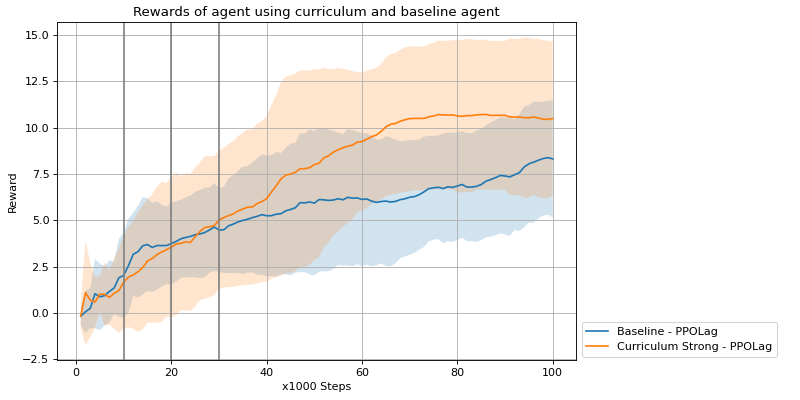 Rewards of agent using curriculum and baseline agent
Reward
15.0
12.5
10.0
7.5
5.0
2.5
0.0
−2.5
0 20 40 60 80 100
x1000 Steps
Baseline - PPOLag
Curriculum Strong - PPOLag